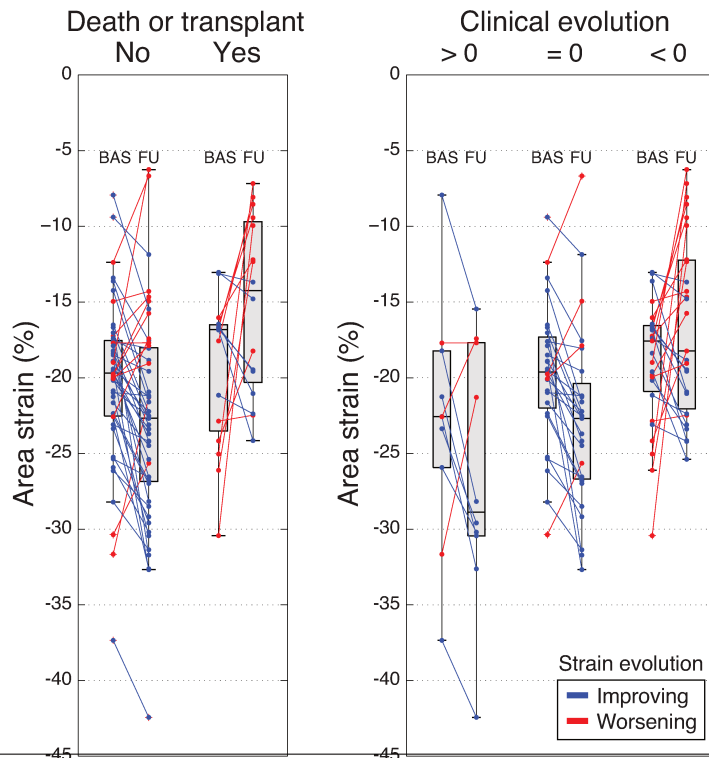 Death or transplant
No Yes
Clinical evolution
> 0 = 0 < 0
0
-5
−10
-15
-20
-25
-30
-35
-40
-45
Area strain (%)
BAS FU BAS FU
0
-5
−10
-15
-20
-25
-30
-35
-40
-45
Area strain (%)
BAS FU BAS FU BAS FU
Strain evolution
Improving
Worsening